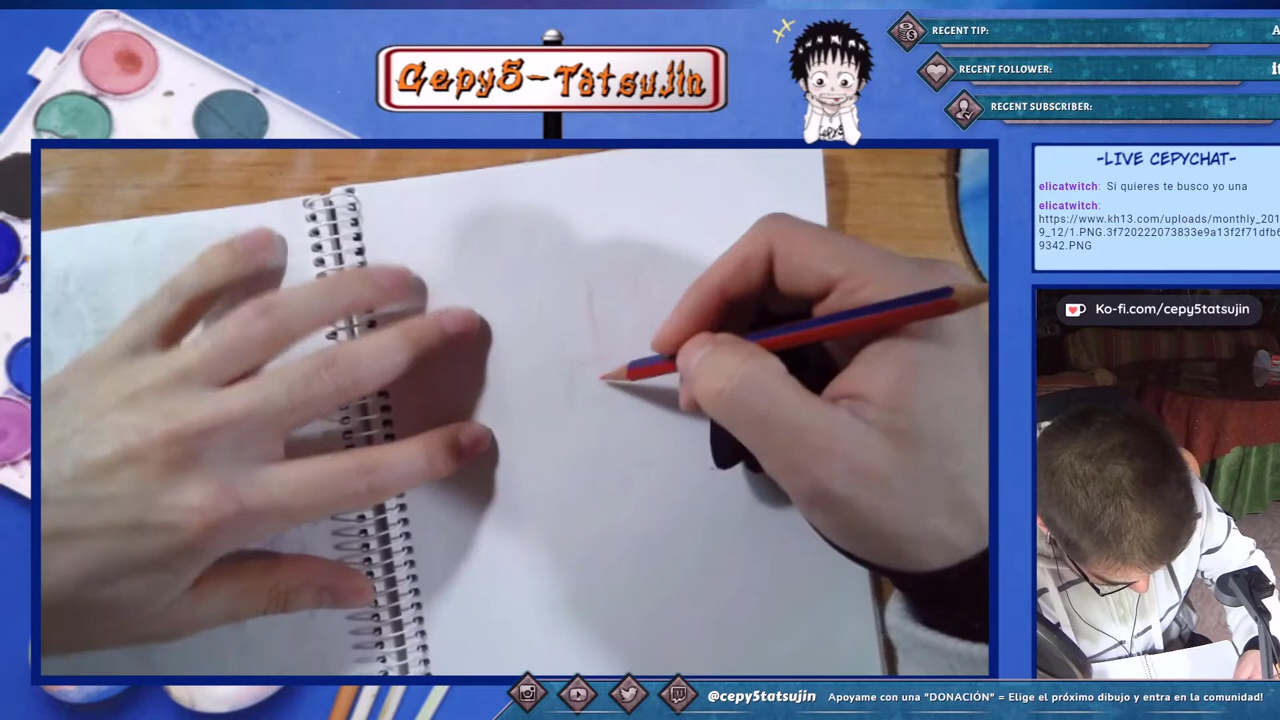 Cepy5-Tatsujin
RECENT TIP:
RECENT FOLLOWER:
RECENT SUBSCRIBER:
-LIVE CEPYCHAT-
elicatwitch: Si quieres te busco yo una
elicatwitch:
https://www.kh13.com/uploads/monthly_201
9_12/1.PNG.3f720222073833e9a13f2f71dfb6
9342.PNG
Ko-fi.com/cepy5tatsujin
@cepy5tatsujin
Apoyame con una "DONACIÓN" = Elige el próximo dibujo y entra en la comunidad!